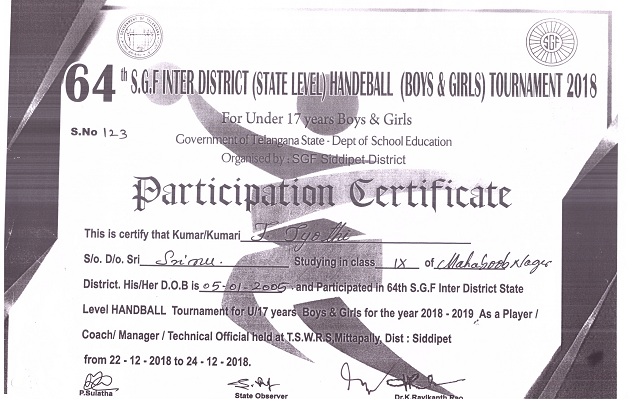 64th S.G.F INTER DISTRICT (STATE LEVEL) HANDEBALL (BOYS & GIRLS) TOURNAMENT 2018
For Under 17 years Boys & Girls
S.No 123
Government of Telangana State - Dept of School Education
Organised by : SGF Siddipet District
Participation Certificate
This is certify that Kumar/Kumari
S/o. D/o. Sri Srinu. Studying in class IX of Mahaboob Nager
District. His/Her D.O.B is 05-01-2005 and Participated in 64th S.G.F Inter District State
Level HANDBALL Tournament for U/17 years Boys & Girls for the year 2018 - 2019 As a Player /
Coach/ Manager / Technical Official held at T.S.W.R.S,Mittapally, Dist : Siddipet
from 22 - 12 - 2018 to 24 - 12 - 2018.
P.Sulatha State Observer Dr.K.Ravikanth Rao
SGF